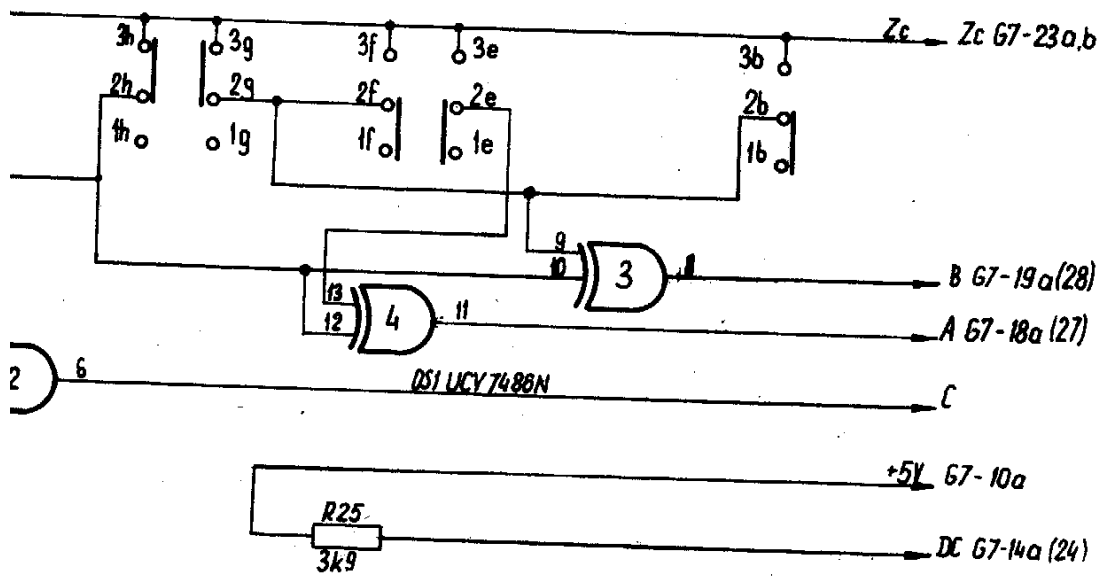 3h 3g 3f 3e Zc Zc G7-23a,b
3b
2h 2g 2f 2e 2b
1h 1g 1f 1e 1b
9
10 3 8 B G7-19a(28)
13
12 4 11 A G7-18a (27)
2 6 OS1 UCY 7486N C
+5V G7-10a
R25
DC G7-14a (24)
3k9